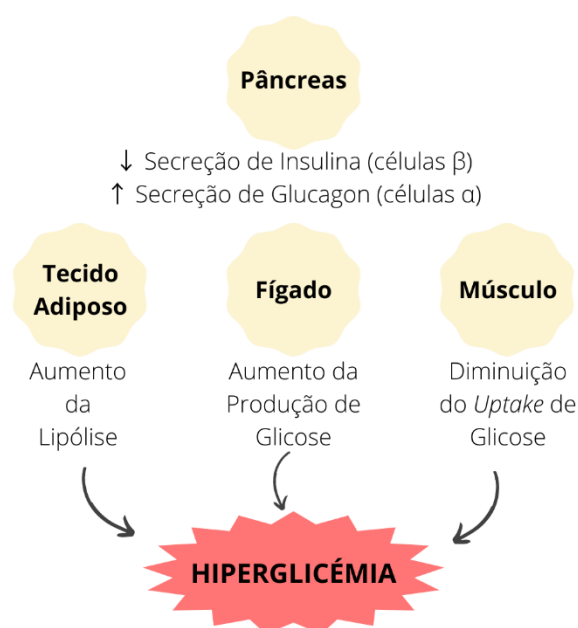 Pâncreas
↓ Secreção de Insulina (células β)
↑ Secreção de Glucagon (células α)
Tecido
Adiposo
Aumento
da
Lipólise
Fígado
Aumento da
Produção de
Glicose
Músculo
Diminuição
do Uptake de
Glicose
HIPERGLICÉMIA